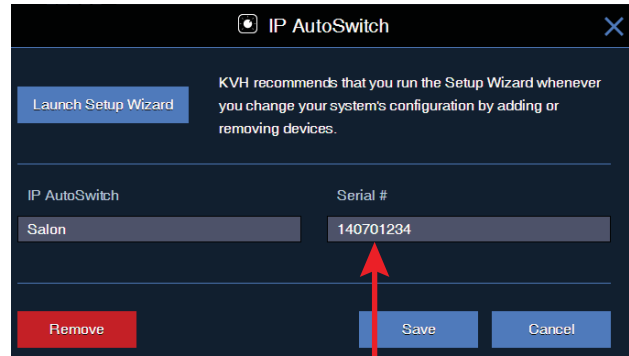 IP AutoSwitch
Launch Setup Wizard
KVH recommends that you run the Setup Wizard whenever
you change your system's configuration by adding or
removing devices.
IP AutoSwitch
Serial #
Salon
140701234
Remove
Save
Cancel